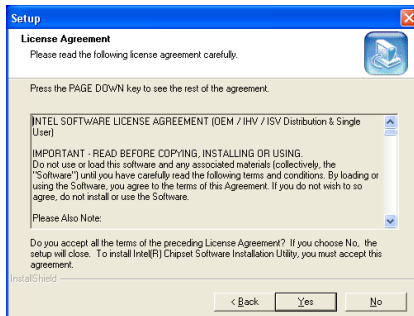 Setup
License Agreement
Please read the following license agreement carefully.
Press the PAGE DOWN key to see the rest of the agreement.
INTEL SOFTWARE LICENSE AGREEMENT (OEM / IHV / ISV Distribution & Single
User)
IMPORTANT - READ BEFORE COPYING, INSTALLING OR USING.
Do not use or load this software and any associated materials (collectively, the
"Software") until you have carefully read the following terms and conditions. By loading or
using the Software, you agree to the terms of this Agreement. If you do not wish to so
agree, do not install or use the Software.
Please Also Note:
Do you accept all the terms of the preceding License Agreement? If you choose No, the
setup will close. To install Intel(R) Chipset Software Installation Utility, you must accept this
agreement.
InstallShield
< Back Yes No